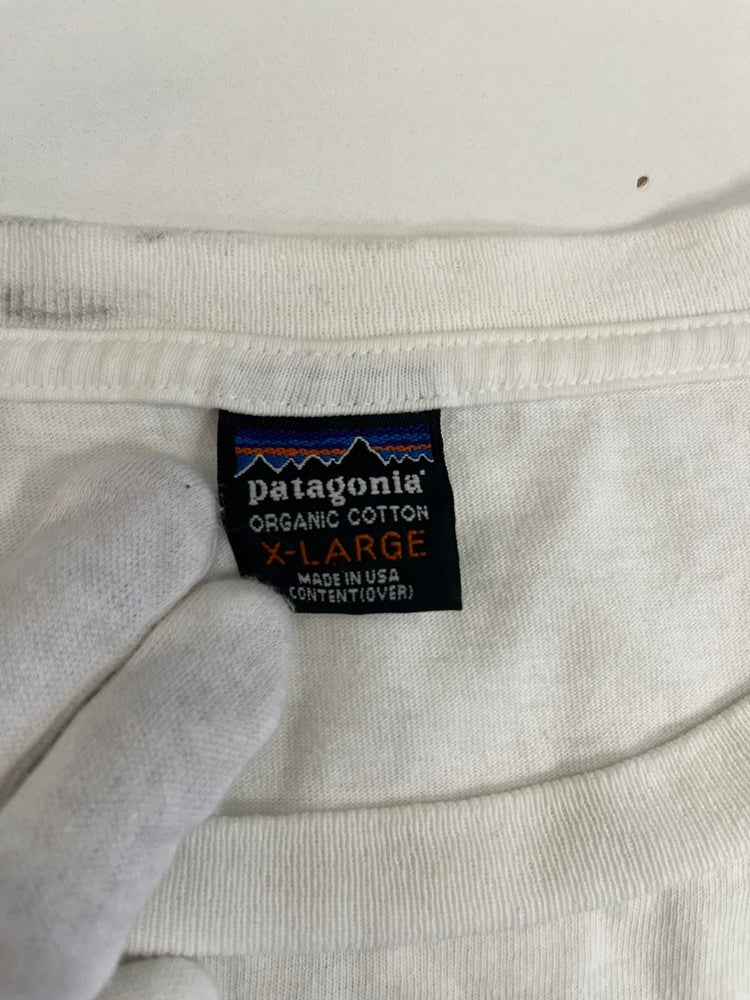 patagonia
ORGANIC COTTON
X-LARGE
MADE IN USA
CONTENT(OVER)